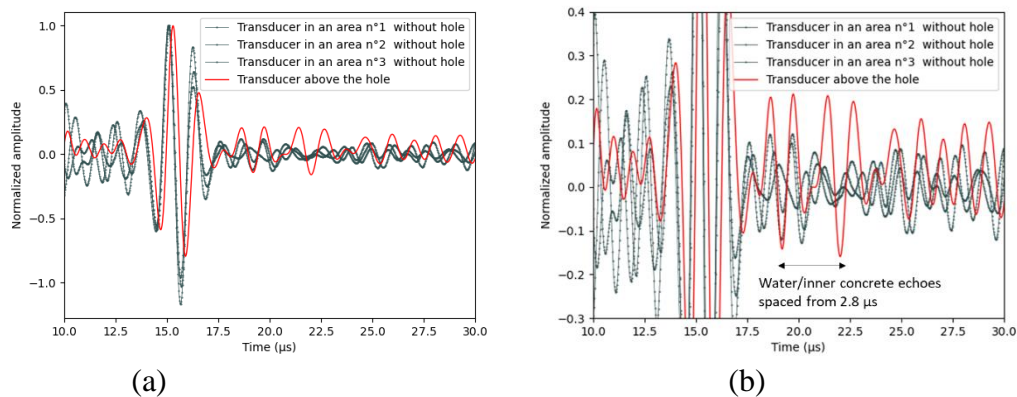 Transducer in an area n°1 without hole
Transducer in an area n°2 without hole
Transducer in an area n°3 without hole
Transducer above the hole
1.0
0.5
0.0
−0.5
−1.0
Normalized amplitude
10.0 12.5 15.0 17.5 20.0 22.5 25.0 27.5 30.0
Time (µs)
(a)
Transducer in an area n°1 without hole
Transducer in an area n°2 without hole
Transducer in an area n°3 without hole
Transducer above the hole
0.4
0.3
0.2
0.1
0.0
−0.1
−0.2
−0.3
Normalized amplitude
Water/inner concrete echoes
spaced from 2.8 µs
10.0 12.5 15.0 17.5 20.0 22.5 25.0 27.5 30.0
Time (µs)
(b)